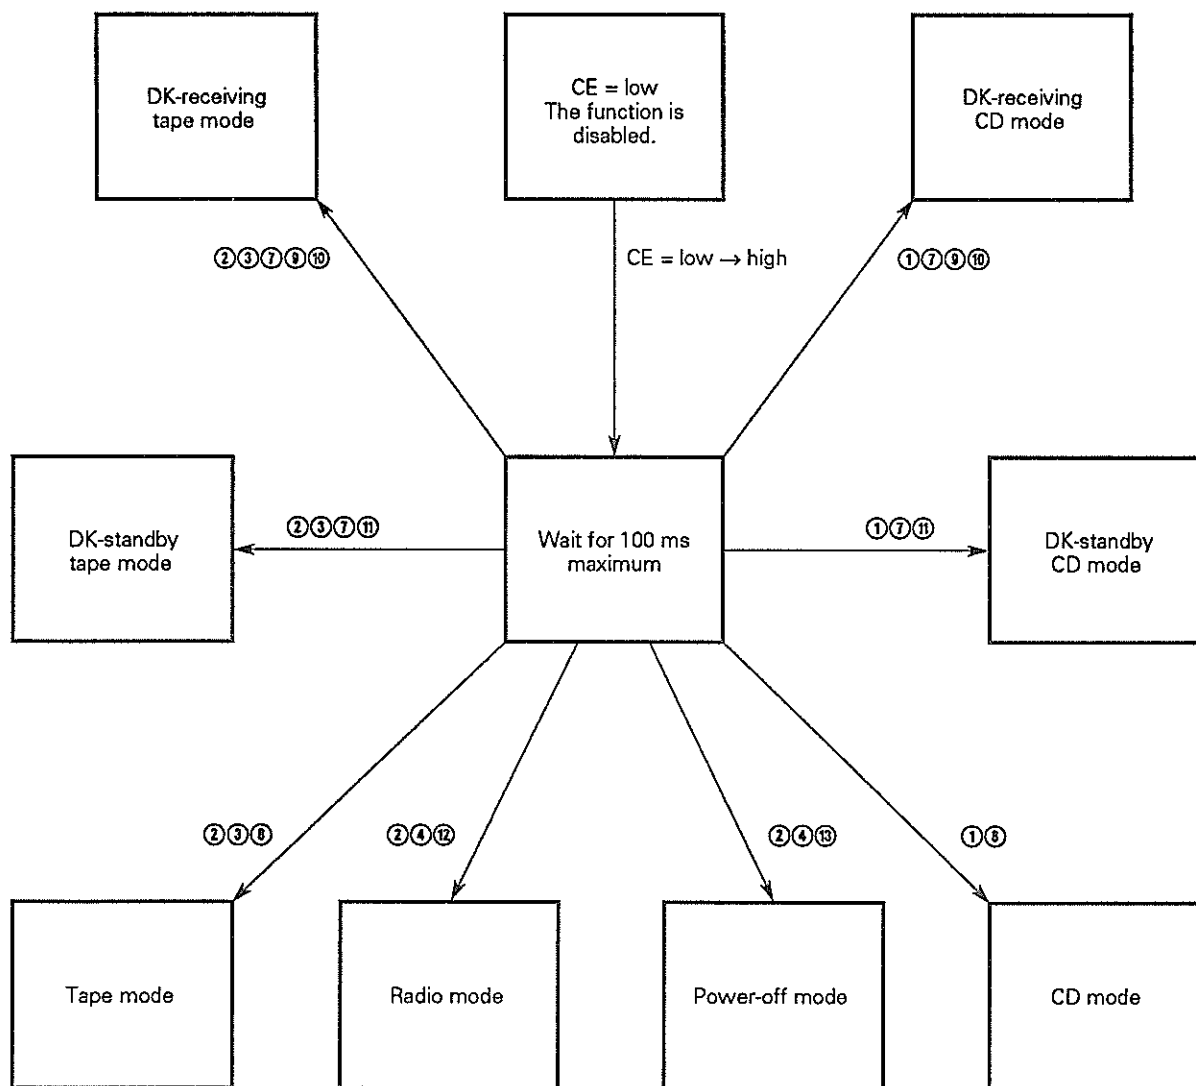 DK-receiving
tape mode
CE = low
The function is
disabled.
DK-receiving
CD mode
②③⑦⑨⑩
CE = low → high
①⑦⑨⑩
DK-standby
tape mode
②③⑦⑪
Wait for 100 ms
maximum
①⑦⑪
DK-standby
CD mode
②③⑧
②④⑫
②④⑬
①⑧
Tape mode
Radio mode
Power-off mode
CD mode